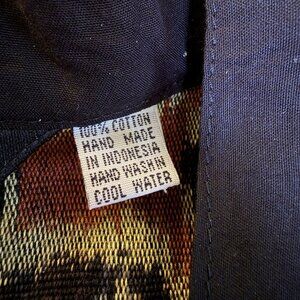 100% COTTON
HAND MADE
IN INDONESIA
HAND WASH IN
COOL WATER